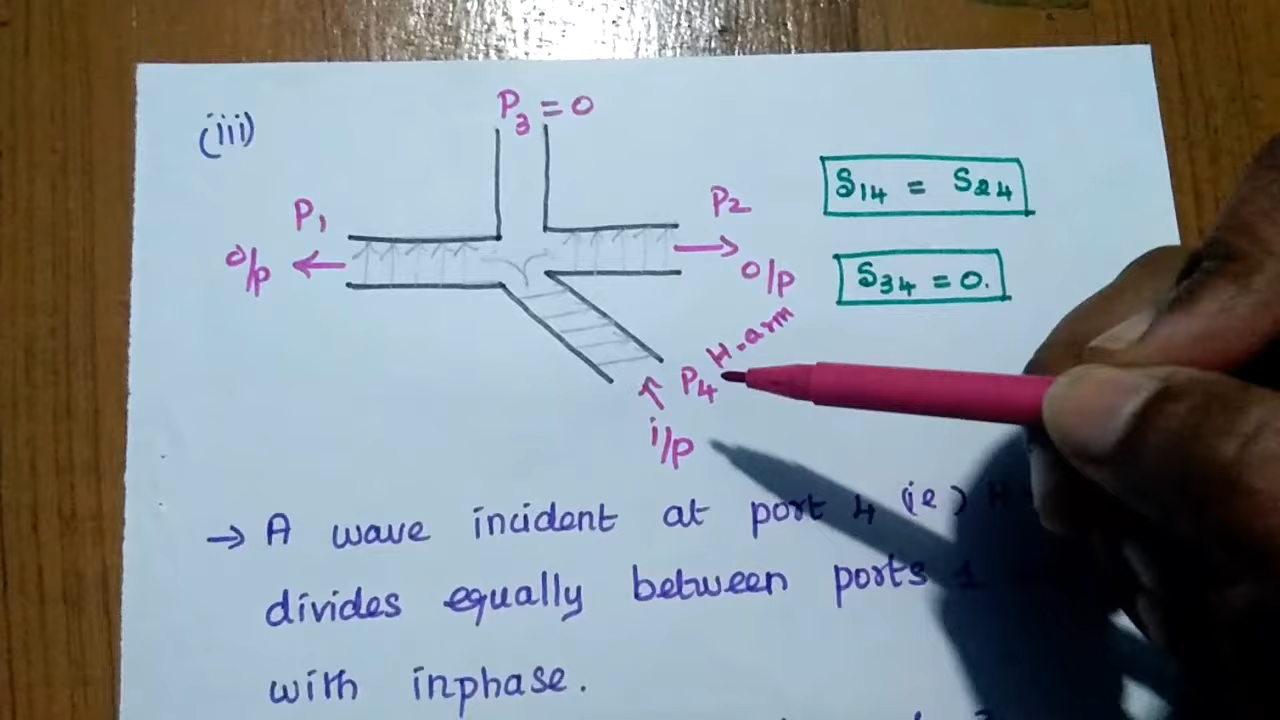 (iii)
P3 = 0
P1
P2
S14 = S24
o/p
o/p
S34 = 0.
H-arm
P4
i/p
→ A wave incident at port 4 (ie) H
divides equally between ports 1
with inphase.